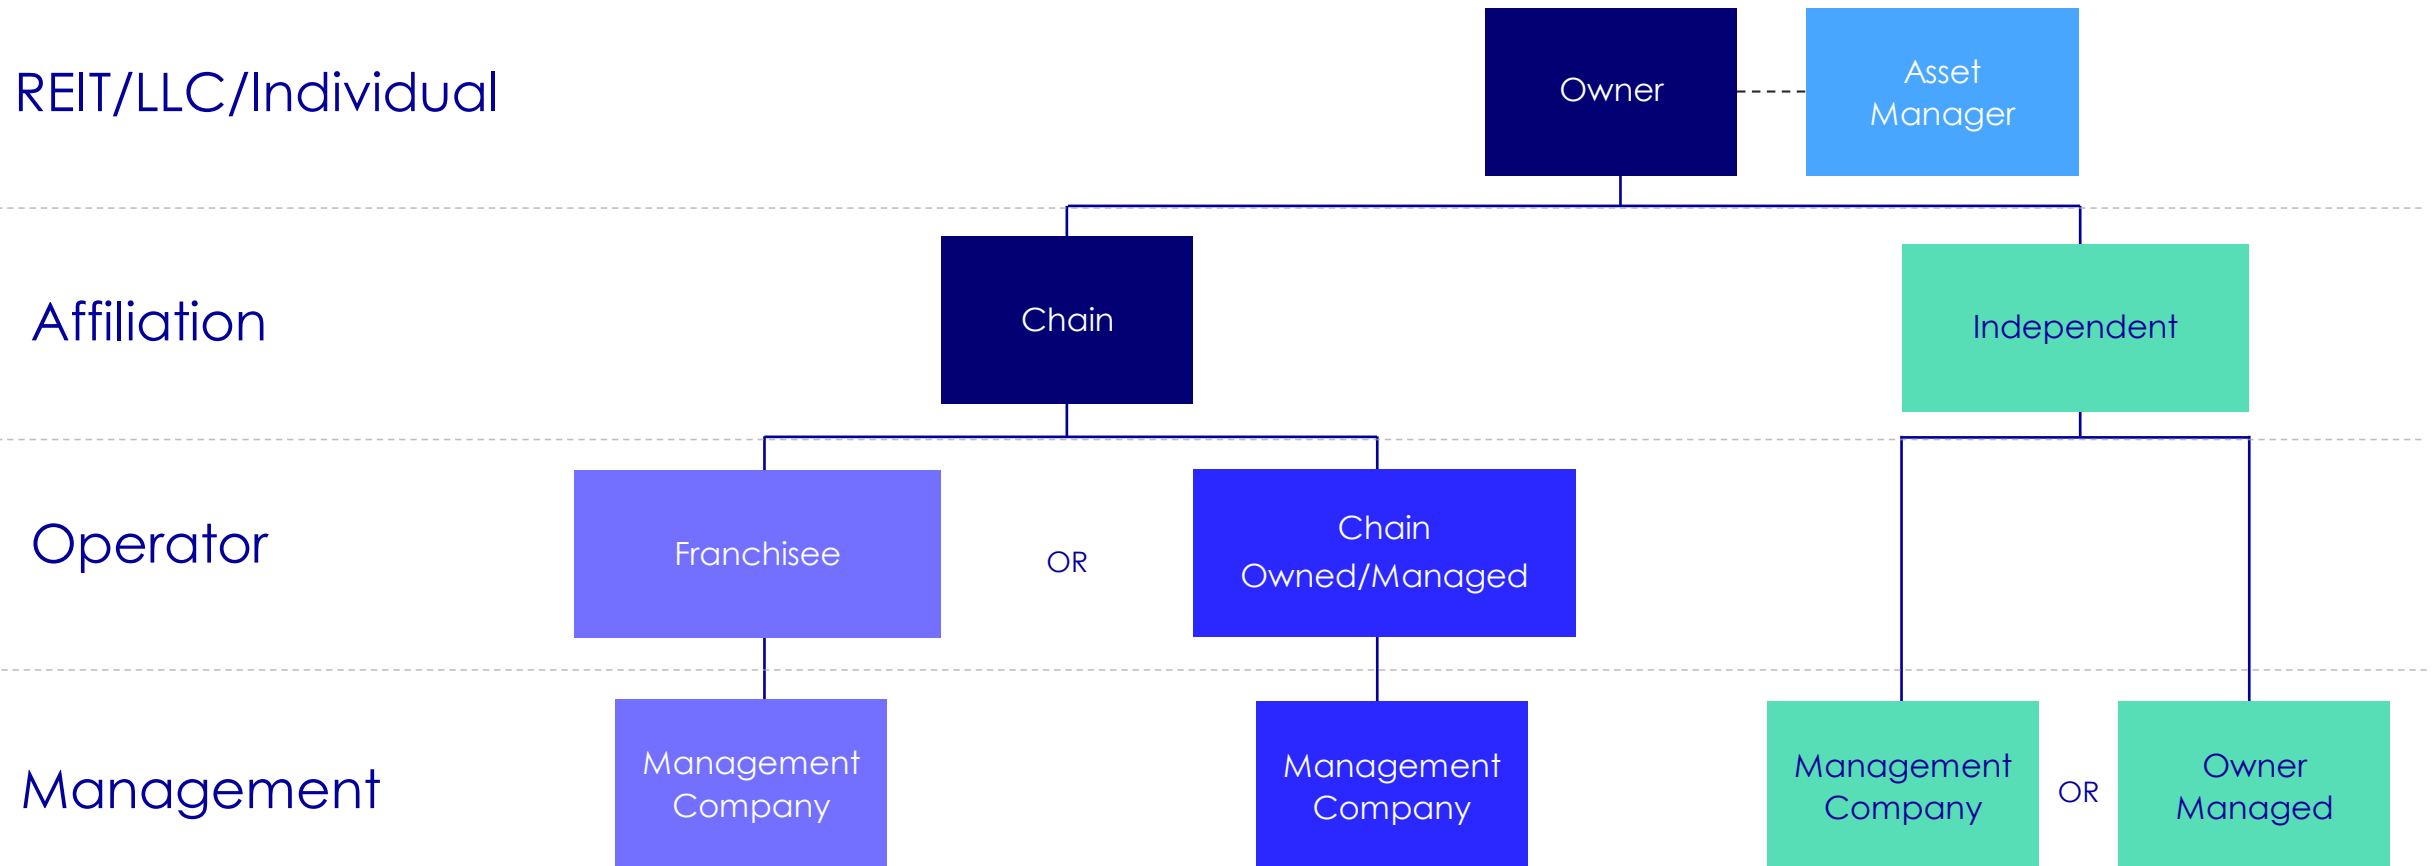 REIT/LLC/Individual
Owner
Asset
Manager
Affiliation
Chain
Independent
Operator
Franchisee
OR
Chain
Owned/Managed
Management
Management
Company
Management
Company
Management
Company
OR
Owner
Managed